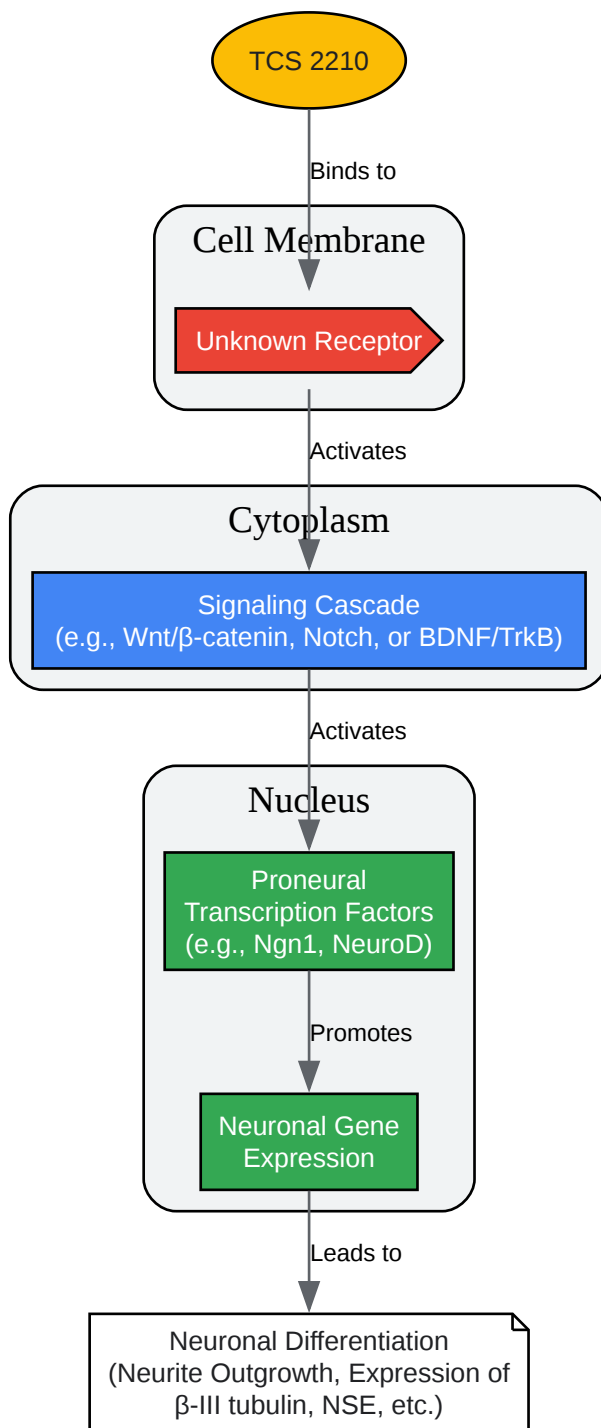 TCS 2210
Binds to
Cell Membrane
Unknown Receptor
Activates
Cytoplasm
Signaling Cascade
(e.g., Wnt/β-catenin, Notch, or BDNF/TrkB)
Activates
Nucleus
Proneural
Transcription Factors
(e.g., Ngn1, NeuroD)
Promotes
Neuronal Gene
Expression
Leads to
Neuronal Differentiation
(Neurite Outgrowth, Expression of
β-III tubulin, NSE, etc.)